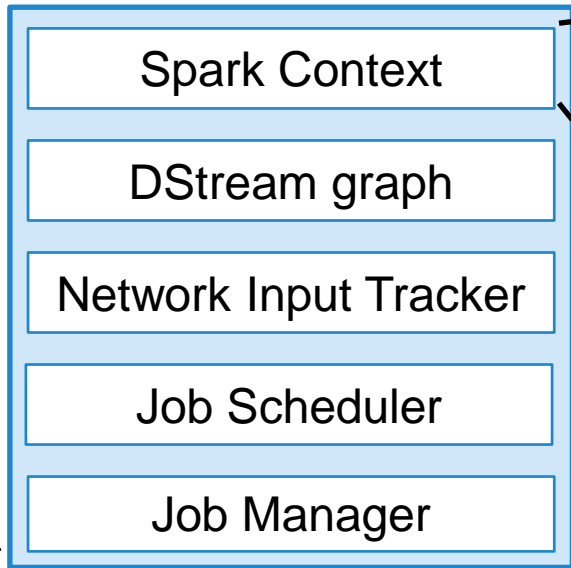 Spark Context
DStream graph
Network Input Tracker
Job Scheduler
Job Manager